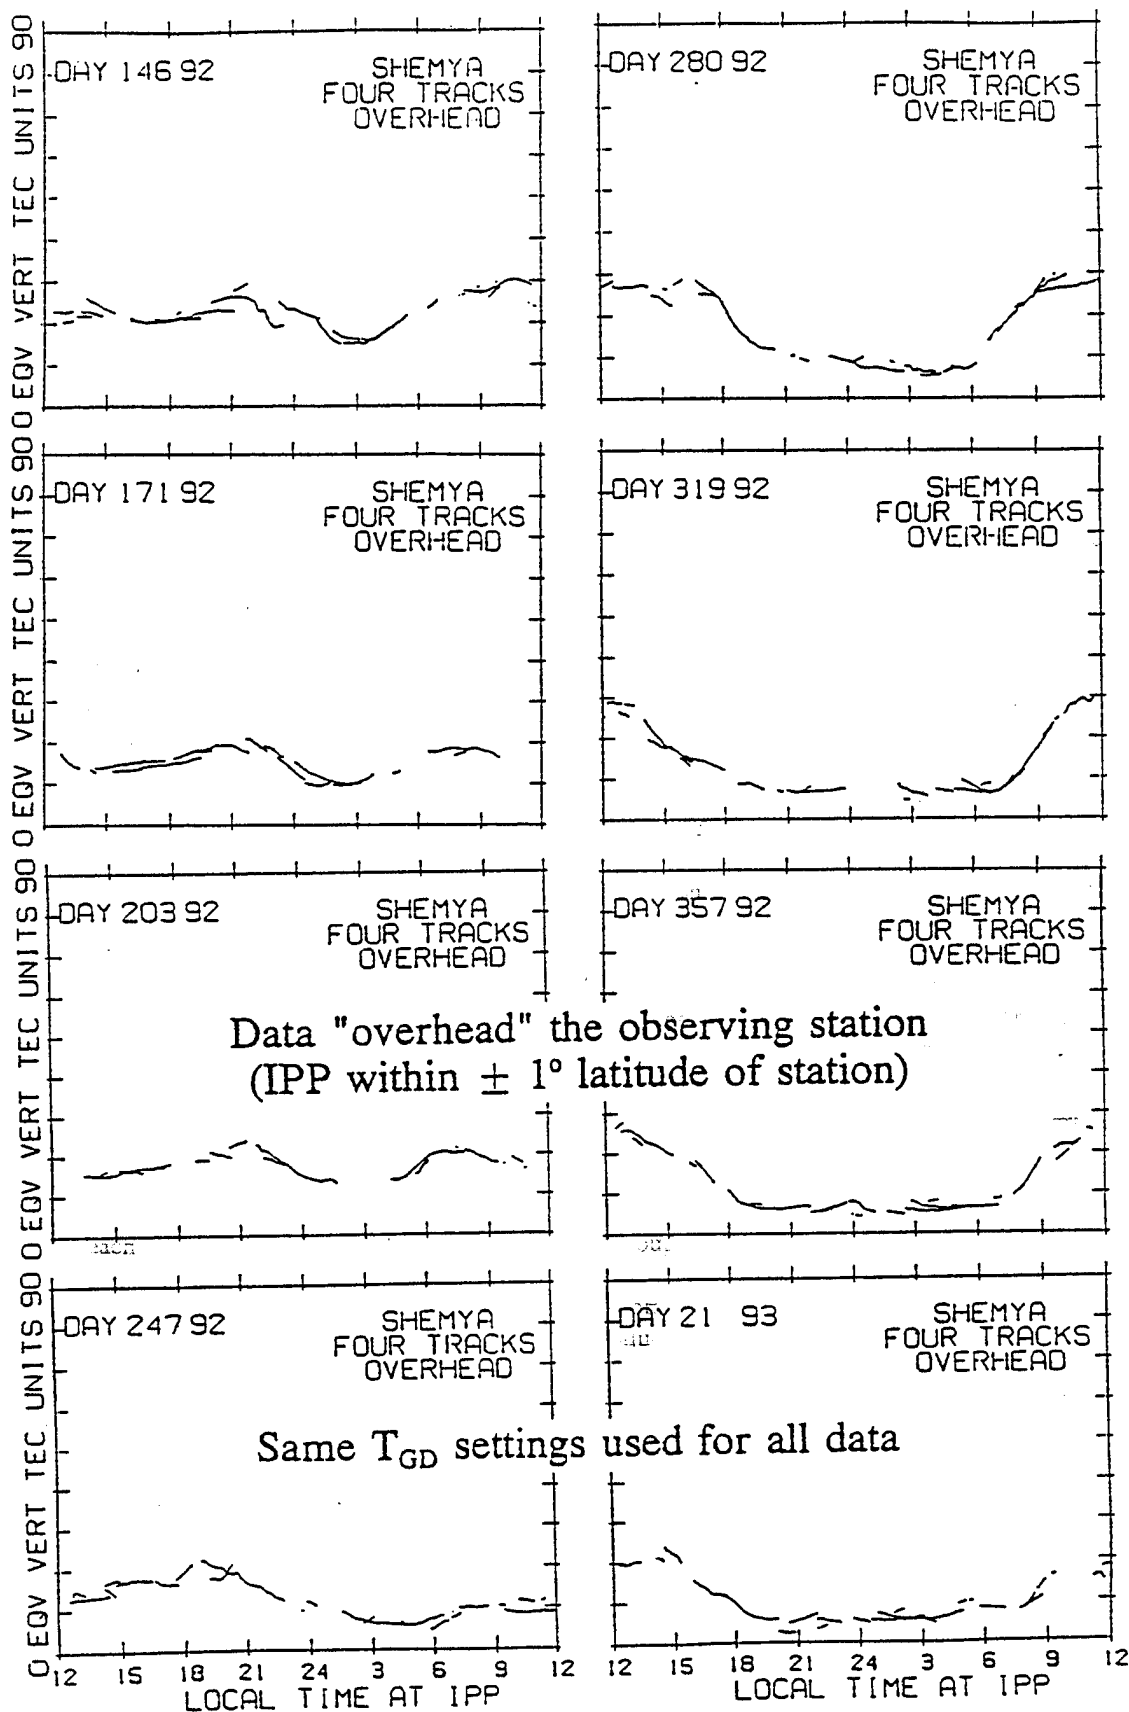 90
EQV VERT TEC UNITS
0
DAY 146 92
SHEMYA
FOUR TRACKS
OVERHEAD
DAY 280 92
SHEMYA
FOUR TRACKS
OVERHEAD
90
EQV VERT TEC UNITS
0
DAY 171 92
SHEMYA
FOUR TRACKS
OVERHEAD
DAY 319 92
SHEMYA
FOUR TRACKS
OVERHEAD
90
EQV VERT TEC UNITS
0
DAY 203 92
SHEMYA
FOUR TRACKS
OVERHEAD
DAY 357 92
SHEMYA
FOUR TRACKS
OVERHEAD
Data "overhead" the observing station
(IPP within ± 1° latitude of station)
90
EQV VERT TEC UNITS
0
DAY 247 92
SHEMYA
FOUR TRACKS
OVERHEAD
DAY 21 93
SHEMYA
FOUR TRACKS
OVERHEAD
Same T_GD settings used for all data
12 15 18 21 24 3 6 9 12
LOCAL TIME AT IPP
12 15 18 21 24 3 6 9 12
LOCAL TIME AT IPP